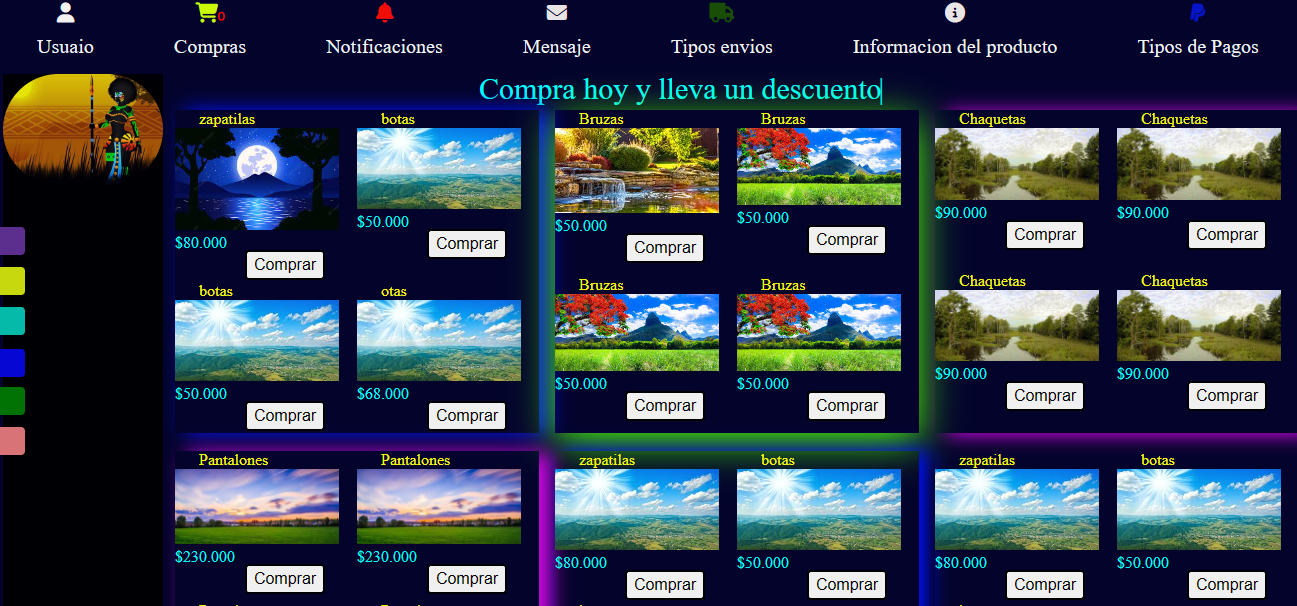 0
Usuaio Compras Notificaciones Mensaje Tipos envios Informacion del producto Tipos de Pagos
Compra hoy y lleva un descuento
zapatilas botas Bruzas Bruzas Chaquetas Chaquetas
$80.000 $50.000 $50.000 $50.000 $90.000 $90.000
Comprar Comprar Comprar Comprar Comprar Comprar
botas otas Bruzas Bruzas Chaquetas Chaquetas
$50.000 $68.000 $50.000 $50.000 $90.000 $90.000
Comprar Comprar Comprar Comprar Comprar Comprar
Pantalones Pantalones zapatilas botas zapatilas botas
$230.000 $230.000 $80.000 $50.000 $80.000 $50.000
Comprar Comprar Comprar Comprar Comprar Comprar